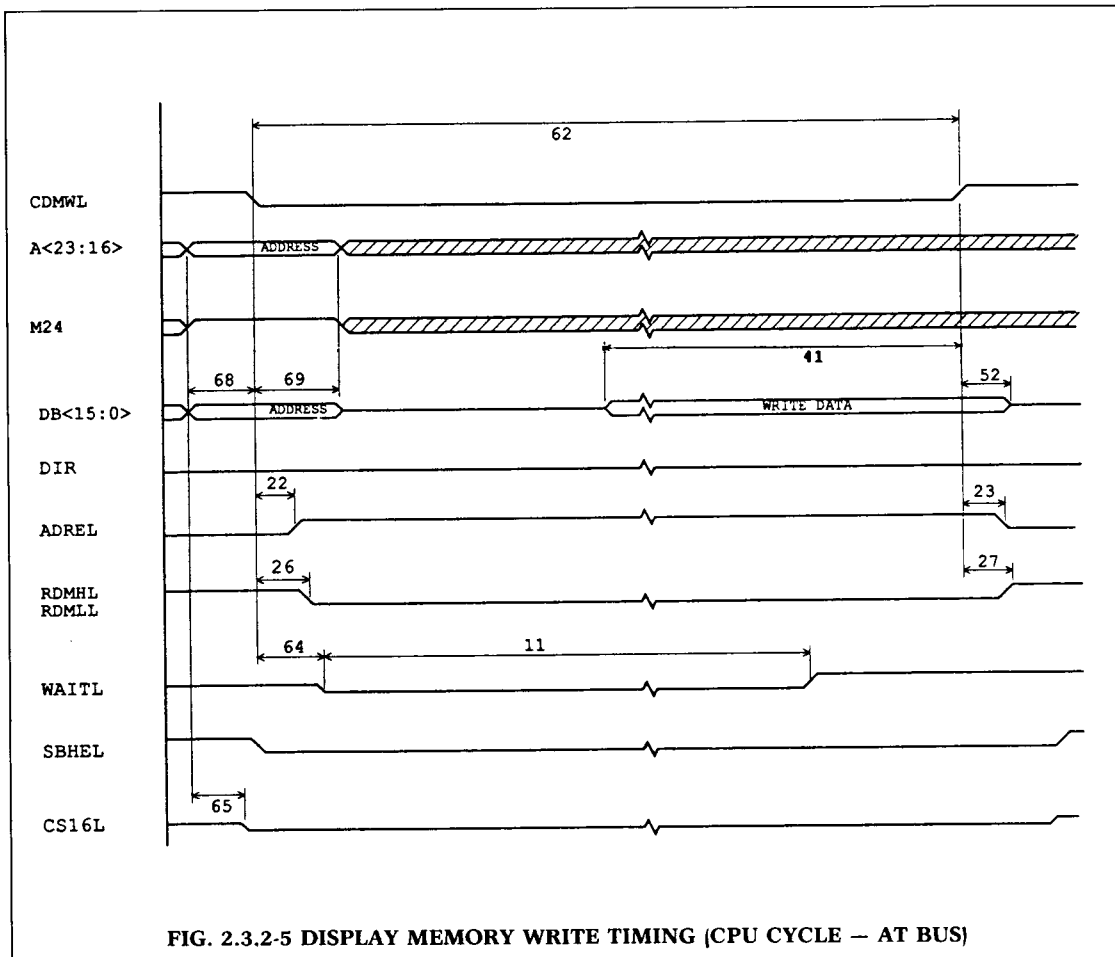 62
CDMWL
A<23:16> ADDRESS
M24
41
68 69 52
DB<15:0> ADDRESS WRITE DATA
DIR
22 23
ADREL
26 27
RDMHL
RDMLL
64 11
WAITL
SBHEL
65
CS16L
FIG. 2.3.2-5 DISPLAY MEMORY WRITE TIMING (CPU CYCLE — AT BUS)